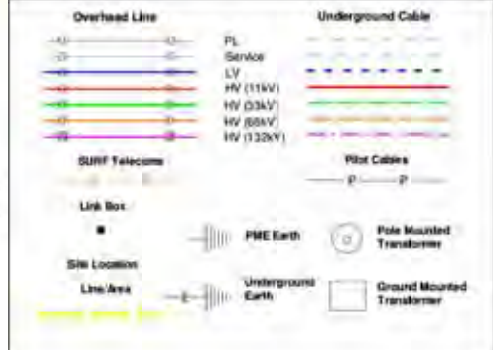 Overhead Line
Underground Cable
PL
Service
LV
HV (11kV)
HV (33kV)
HV (66kV)
HV (132kV)
SURF Telecoms
Pilot Cables
P P
Link Box
PME Earth
Pole Mounted
Transformer
Site Location
Line/Area
Underground
Earth
Ground Mounted
Transformer